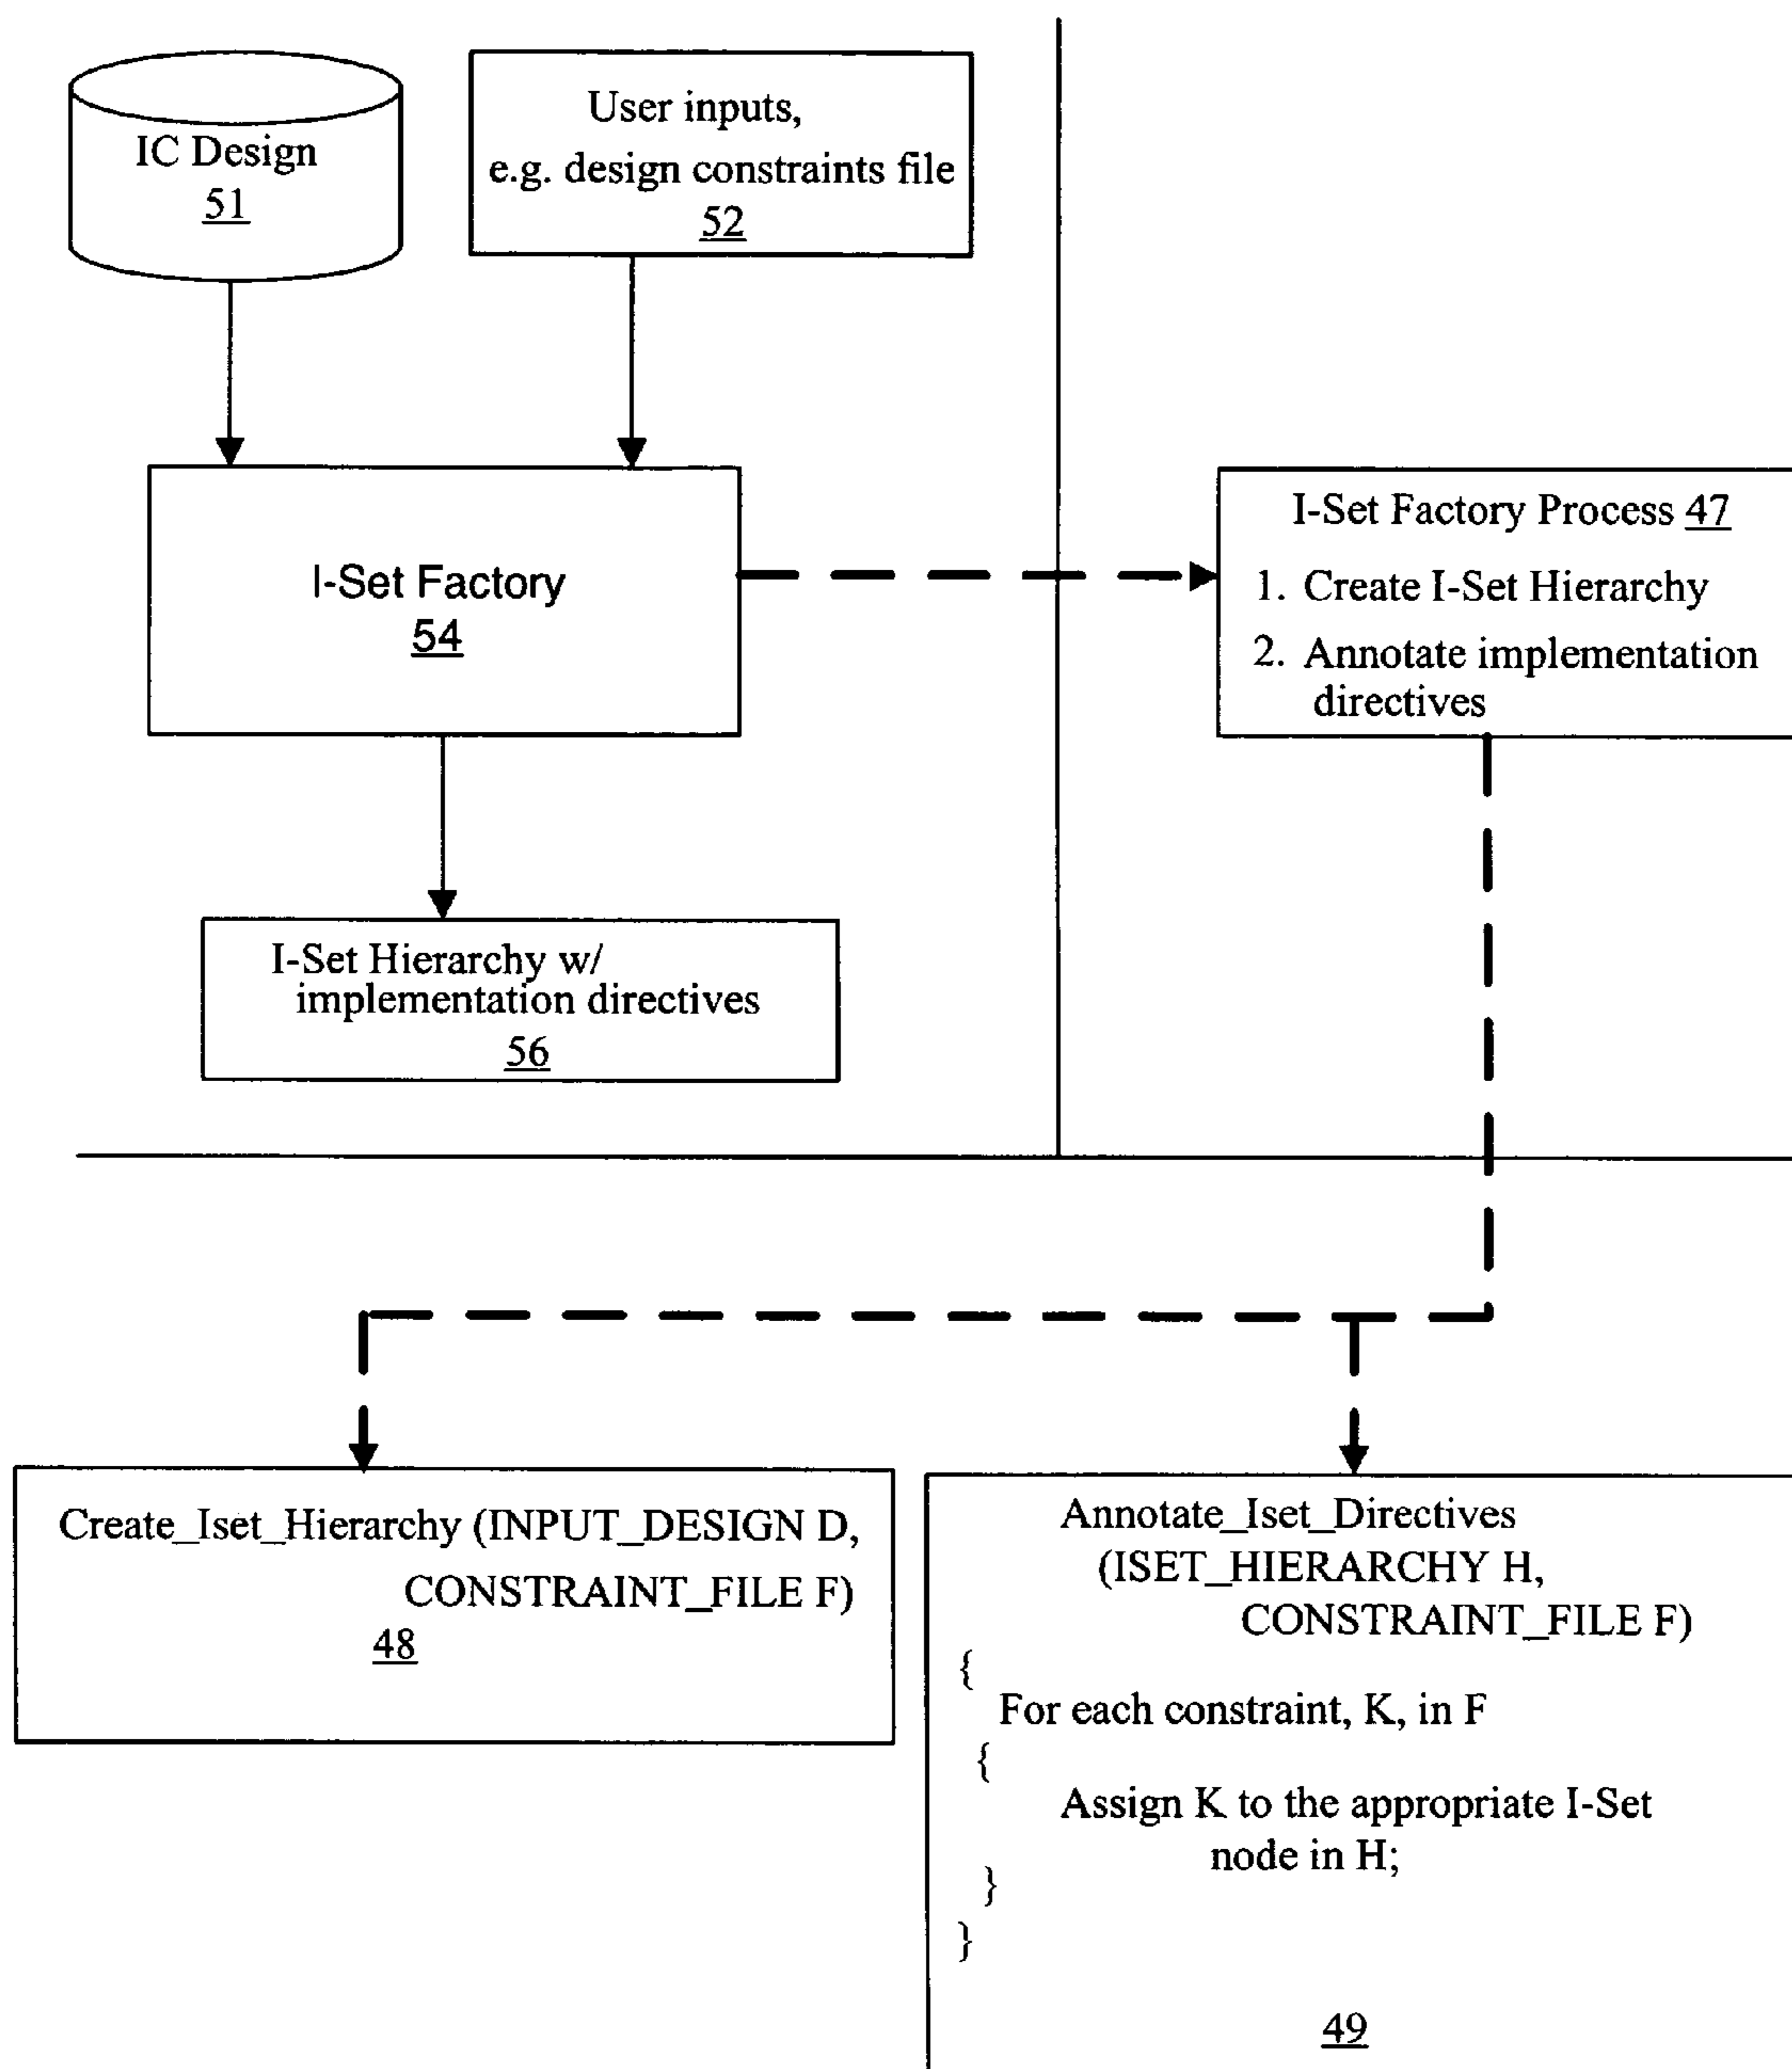 IC Design
51
User inputs,
e.g. design constraints file
52
I-Set Factory
54
I-Set Factory Process 47
1. Create I-Set Hierarchy
2. Annotate implementation
directives
I-Set Hierarchy w/
implementation directives
56
Create_Iset_Hierarchy (INPUT_DESIGN D,
CONSTRAINT_FILE F)
48
Annotate_Iset_Directives
(ISET_HIERARCHY H,
CONSTRAINT_FILE F)
{
For each constraint, K, in F
{
Assign K to the appropriate I-Set
node in H;
}
}
49